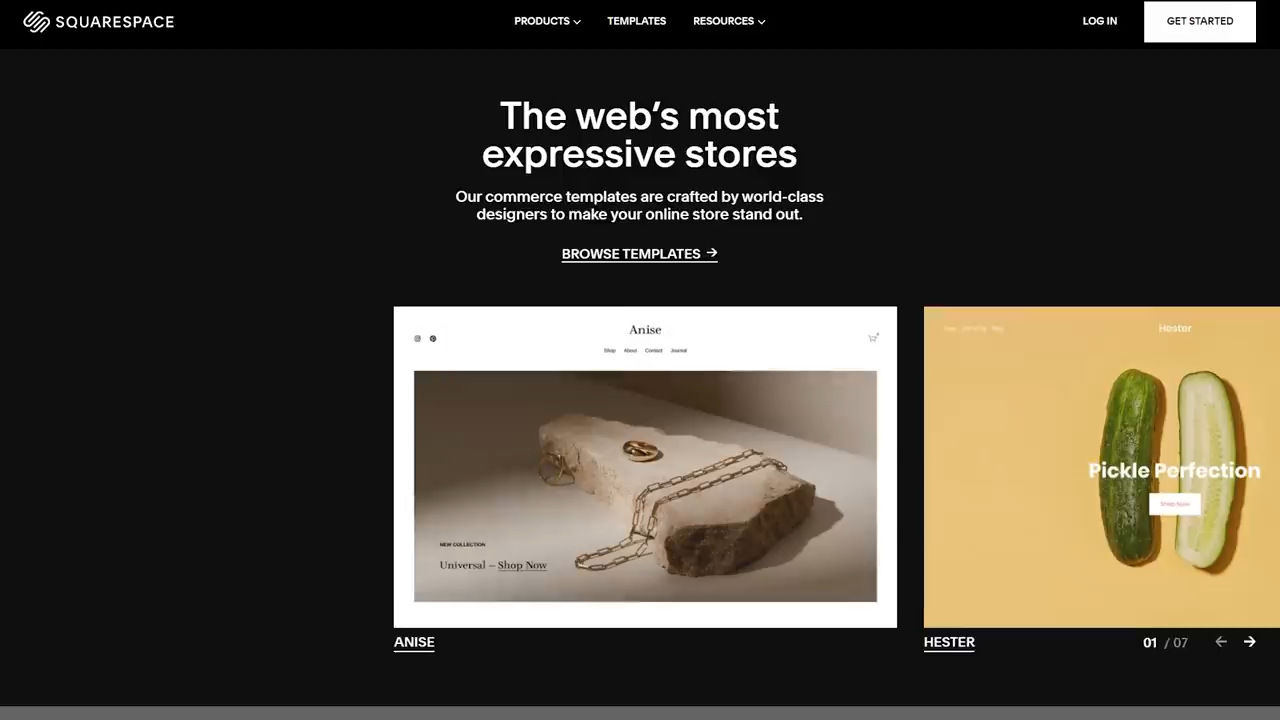 SQUARESPACE
PRODUCTS
TEMPLATES
RESOURCES
LOG IN
GET STARTED
The web's most
expressive stores
Our commerce templates are crafted by world-class
designers to make your online store stand out.
BROWSE TEMPLATES →
Anise
Shop About Contact Journal
NEW COLLECTION
Universal – Shop Now
ANISE
Hester
Pickle Perfection
Shop Now
HESTER
01 / 07 ← →